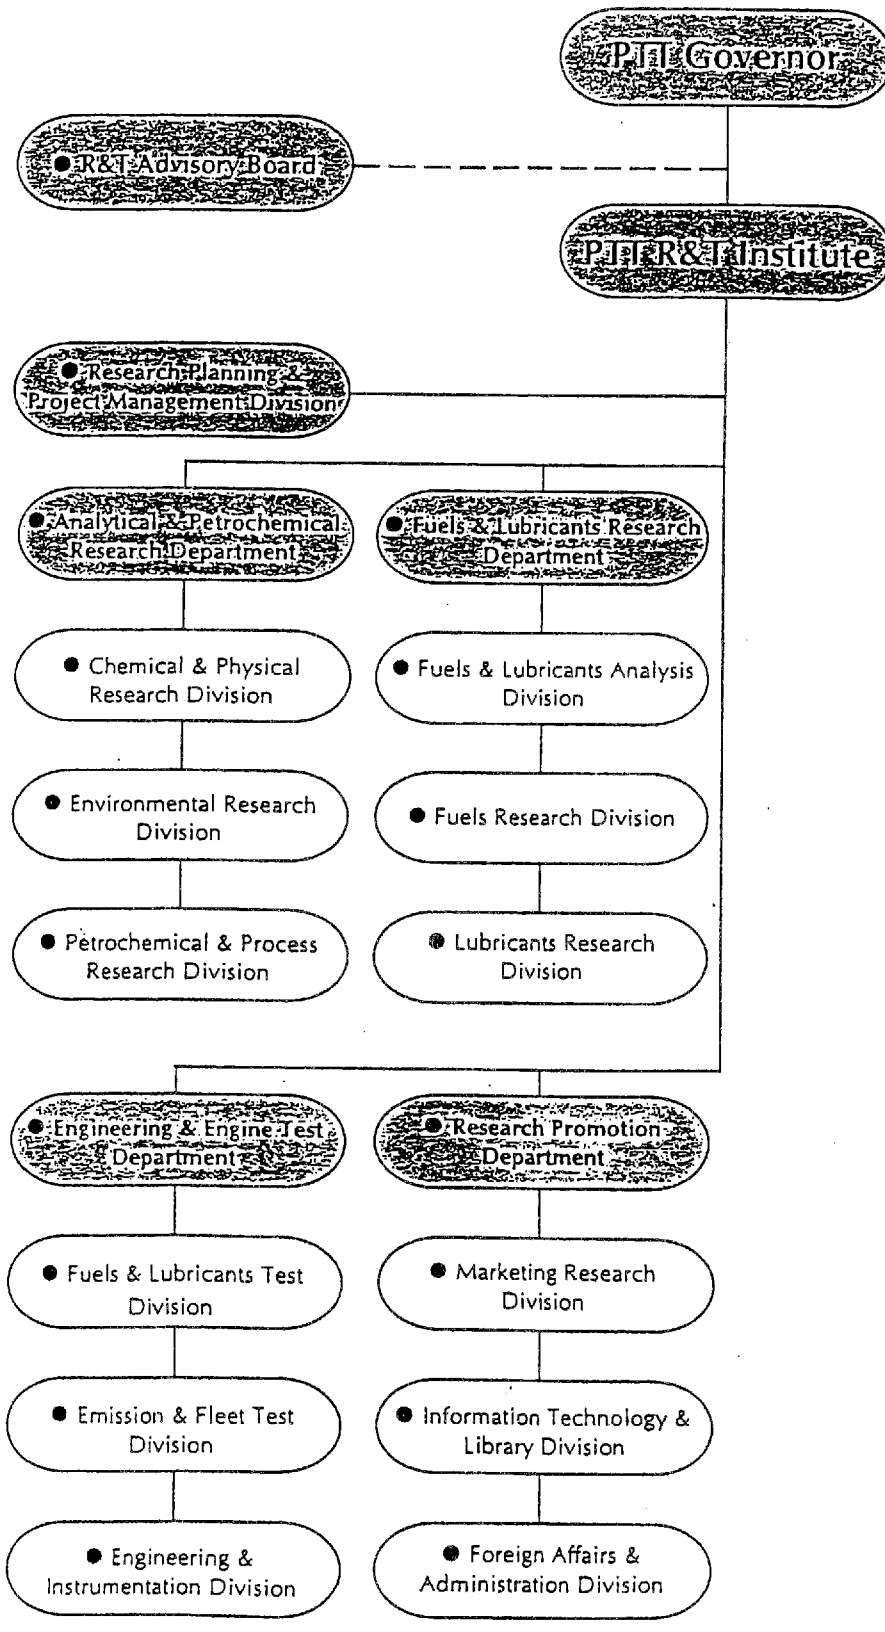 PTT Governor
● R&T Advisory Board
PTT R&T Institute
● Research Planning &
Project Management Division
● Analytical & Petrochemical
Research Department
● Fuels & Lubricants Research
Department
● Chemical & Physical
Research Division
● Fuels & Lubricants Analysis
Division
● Environmental Research
Division
● Fuels Research Division
● Petrochemical & Process
Research Division
● Lubricants Research
Division
● Engineering & Engine Test
Department
● Research Promotion
Department
● Fuels & Lubricants Test
Division
● Marketing Research
Division
● Emission & Fleet Test
Division
● Information Technology &
Library Division
● Engineering &
Instrumentation Division
● Foreign Affairs &
Administration Division